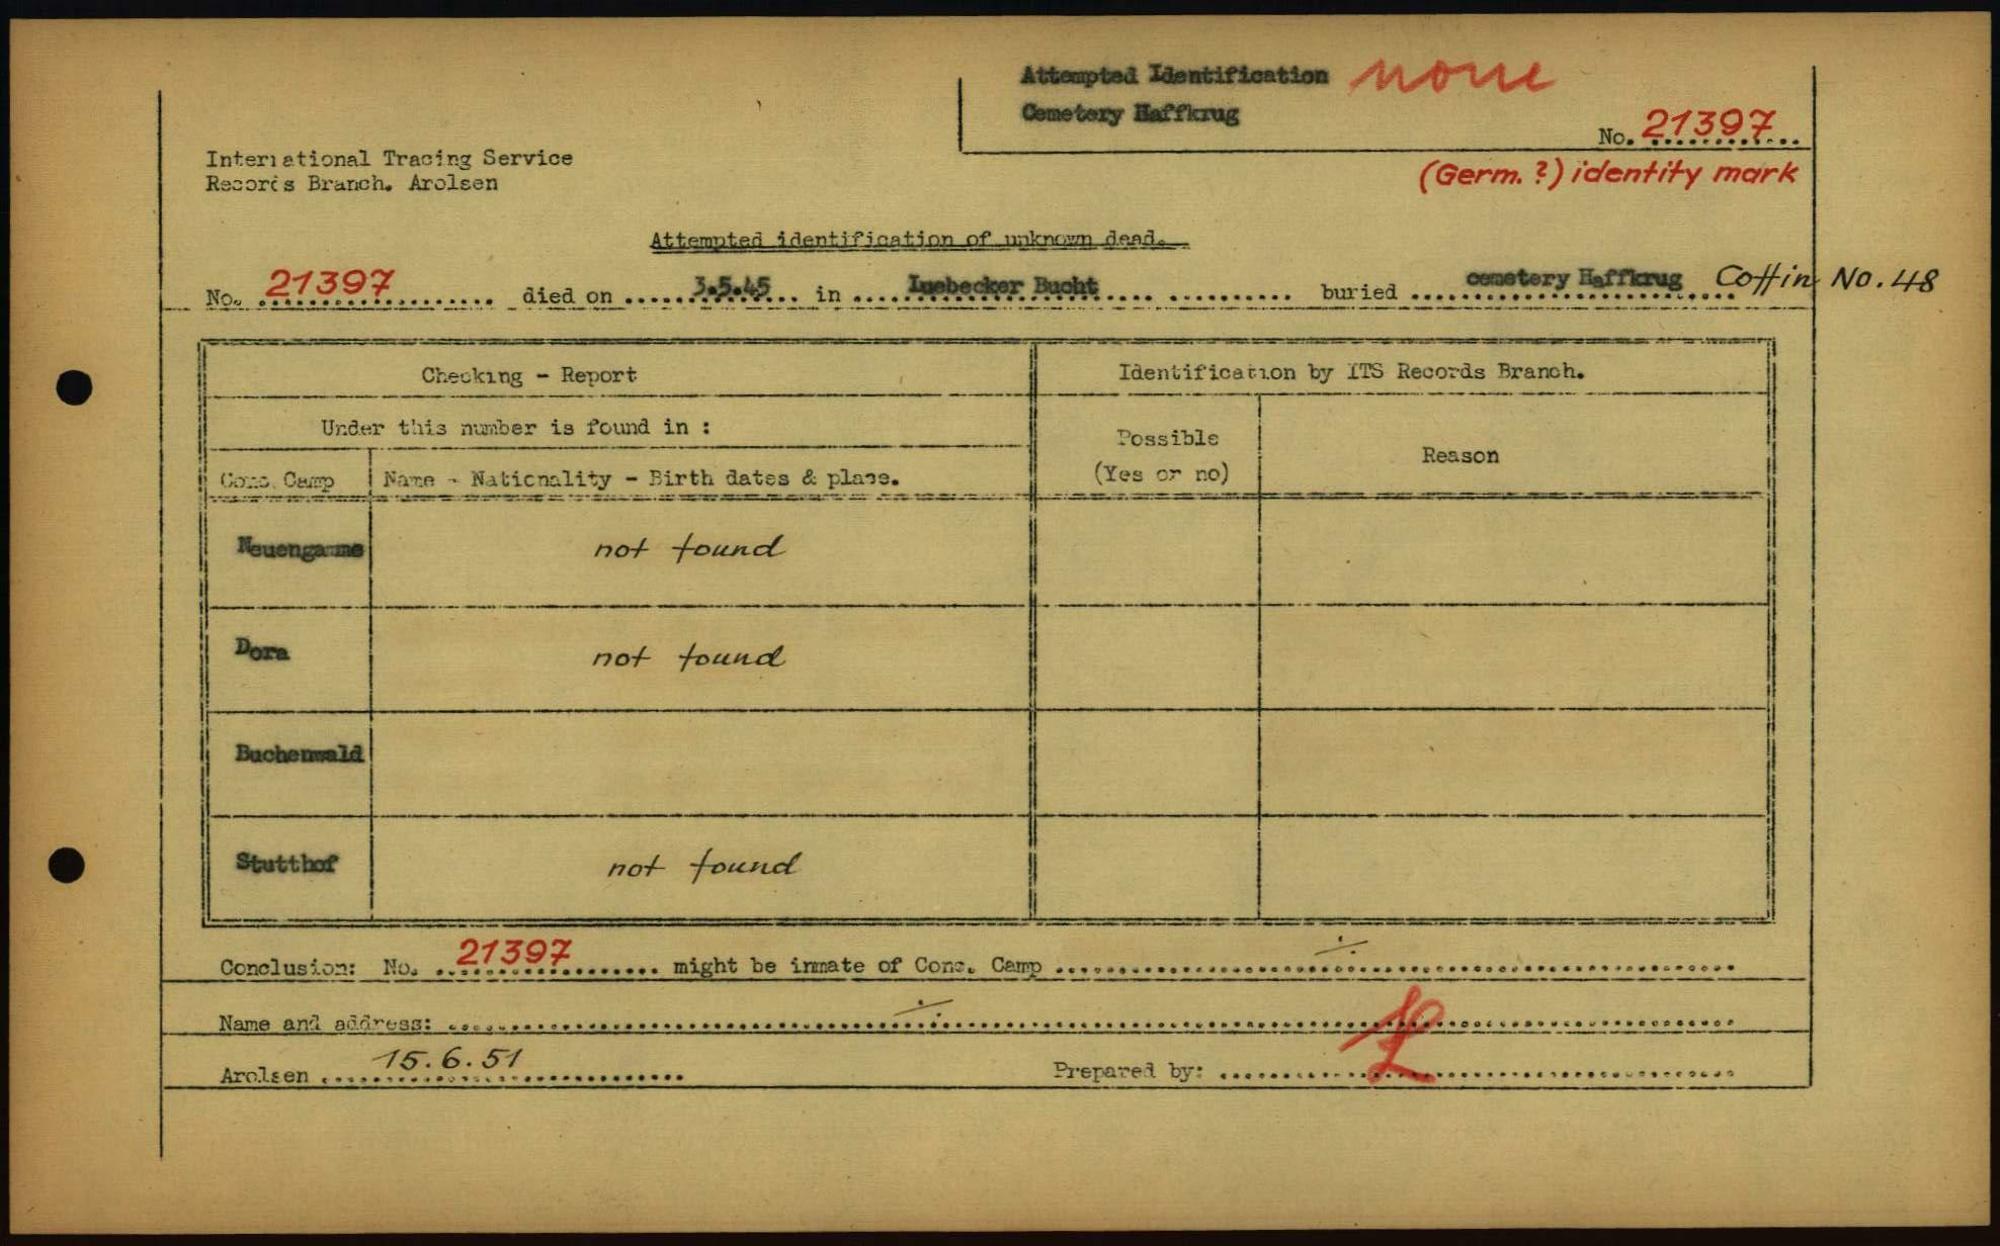 Attempted Identification none
Cemetery Haffkrug
No. 21397
International Tracing Service
Records Branch. Arolsen
(Germ. ?) identity mark
Attempted identification of unknown dead.
No. 21397 died on 3.5.45 in Luebecker Bucht buried cemetery Haffkrug Coffin No. 48
Checking - Report
Identification by ITS Records Branch.
Under this number is found in :
Possible
(Yes or no)
Reason
Conc. Camp Name - Nationality - Birth dates & place.
Neuengamme not found
Dora not found
Buchenwald
Stutthof not found
Conclusion: No. 21397 might be inmate of Conc. Camp ./.
Name and address: ./.
Arolsen 15.6.51 Prepared by: